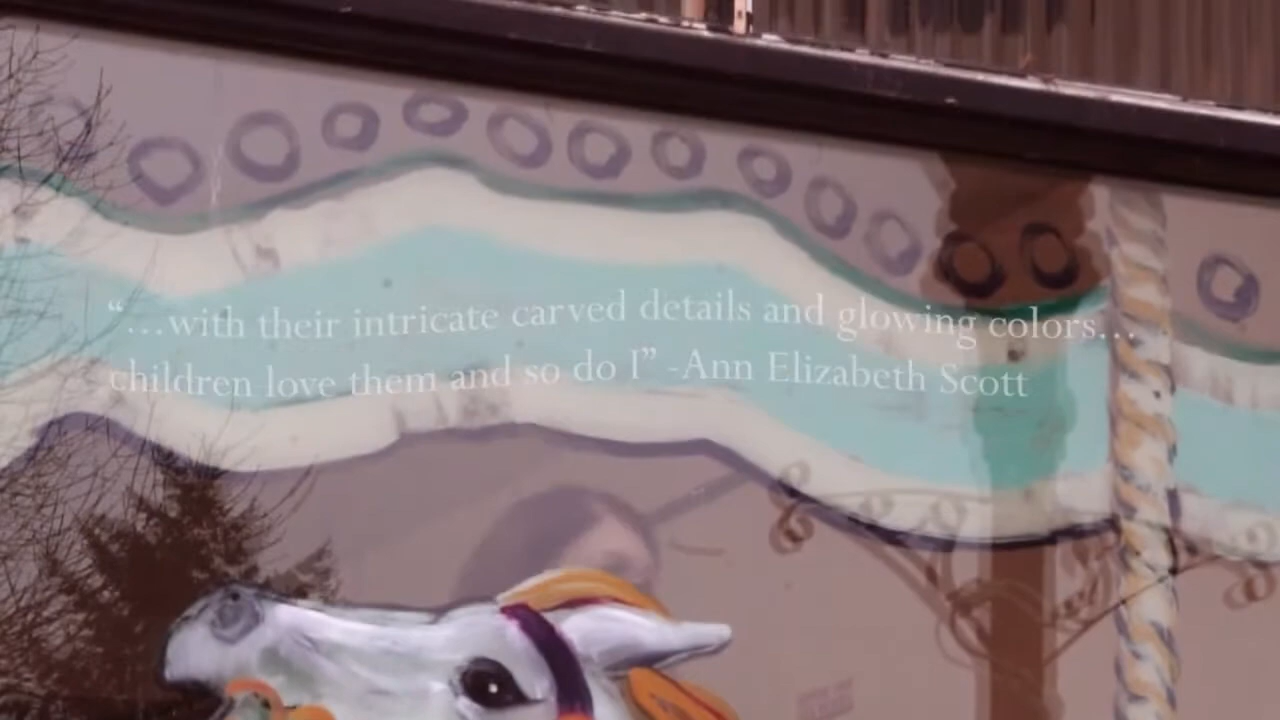 “…with their intricate carved details and glowing colors…
children love them and so do I” -Ann Elizabeth Scott